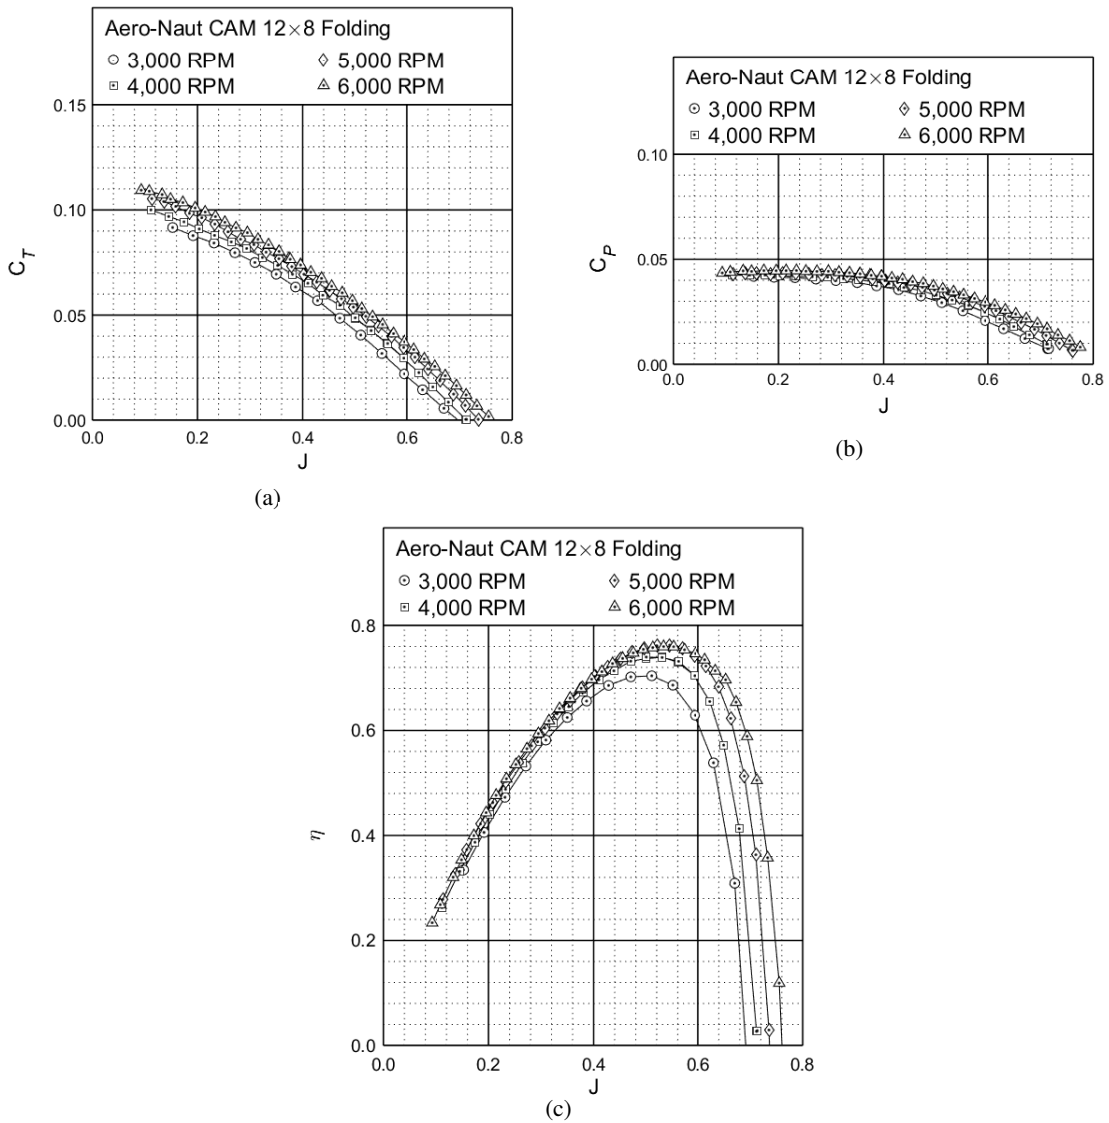 Aero-Naut CAM 12×8 Folding
3,000 RPM 5,000 RPM
4,000 RPM 6,000 RPM
0.15
0.10
0.05
0.00
C_T
0.0 0.2 0.4 0.6 0.8
J
(a)
Aero-Naut CAM 12×8 Folding
3,000 RPM 5,000 RPM
4,000 RPM 6,000 RPM
0.10
0.05
0.00
C_P
0.0 0.2 0.4 0.6 0.8
J
(b)
Aero-Naut CAM 12×8 Folding
3,000 RPM 5,000 RPM
4,000 RPM 6,000 RPM
0.8
0.6
0.4
0.2
0.0
η
0.0 0.2 0.4 0.6 0.8
J
(c)